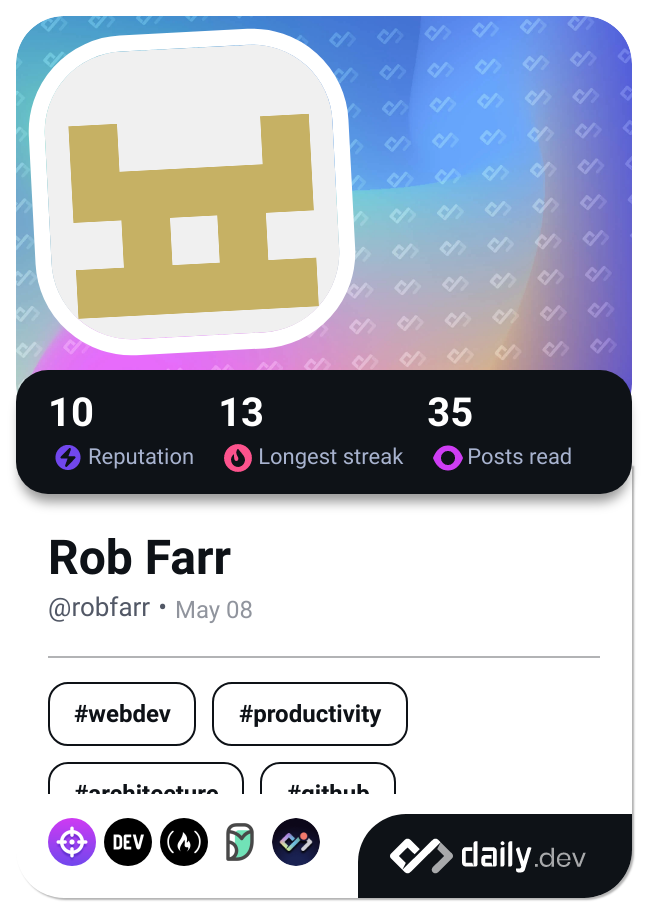 10 13 35
Reputation Longest streak Posts read
Rob Farr
@robfarr • May 08
#webdev #productivity
#architecture #github
DEV
daily.dev